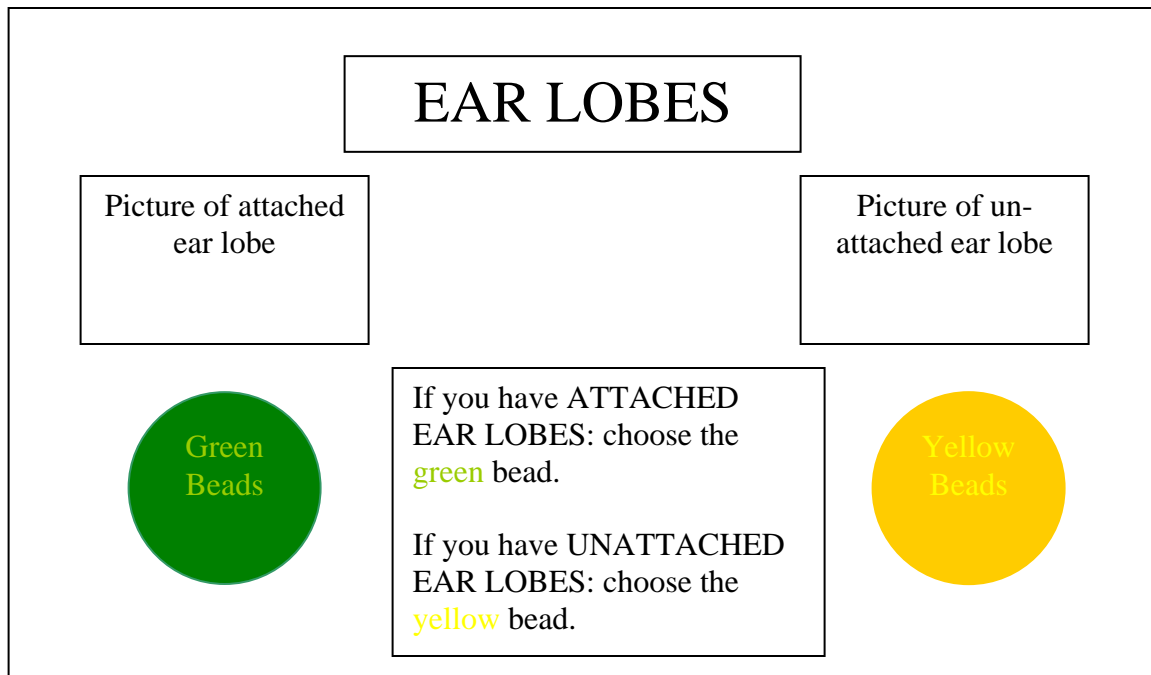 EAR LOBES
Picture of attached
ear lobe
Picture of un-
attached ear lobe
Green
Beads
If you have ATTACHED
EAR LOBES: choose the
green bead.
If you have UNATTACHED
EAR LOBES: choose the
yellow bead.
Yellow
Beads